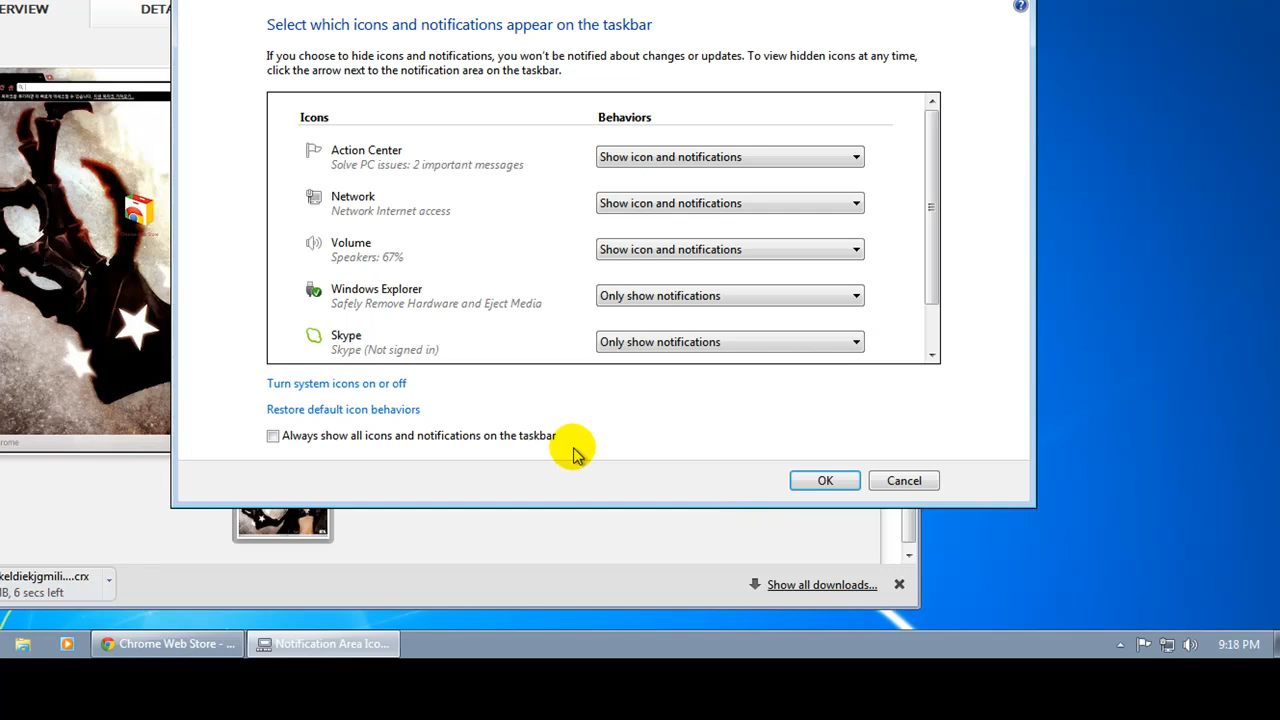 ERVIEW
DETA
Select which icons and notifications appear on the taskbar
If you choose to hide icons and notifications, you won't be notified about changes or updates. To view hidden icons at any time,
click the arrow next to the notification area on the taskbar.
Icons
Behaviors
Action Center
Solve PC issues: 2 important messages
Show icon and notifications
Network
Network Internet access
Show icon and notifications
Volume
Speakers: 67%
Show icon and notifications
Windows Explorer
Safely Remove Hardware and Eject Media
Only show notifications
Skype
Skype (Not signed in)
Only show notifications
Turn system icons on or off
Restore default icon behaviors
Always show all icons and notifications on the taskbar
OK
Cancel
rome
keldiekjgmili....crx
MB, 6 secs left
Show all downloads...
Chrome Web Store - ...
Notification Area Ico...
9:18 PM